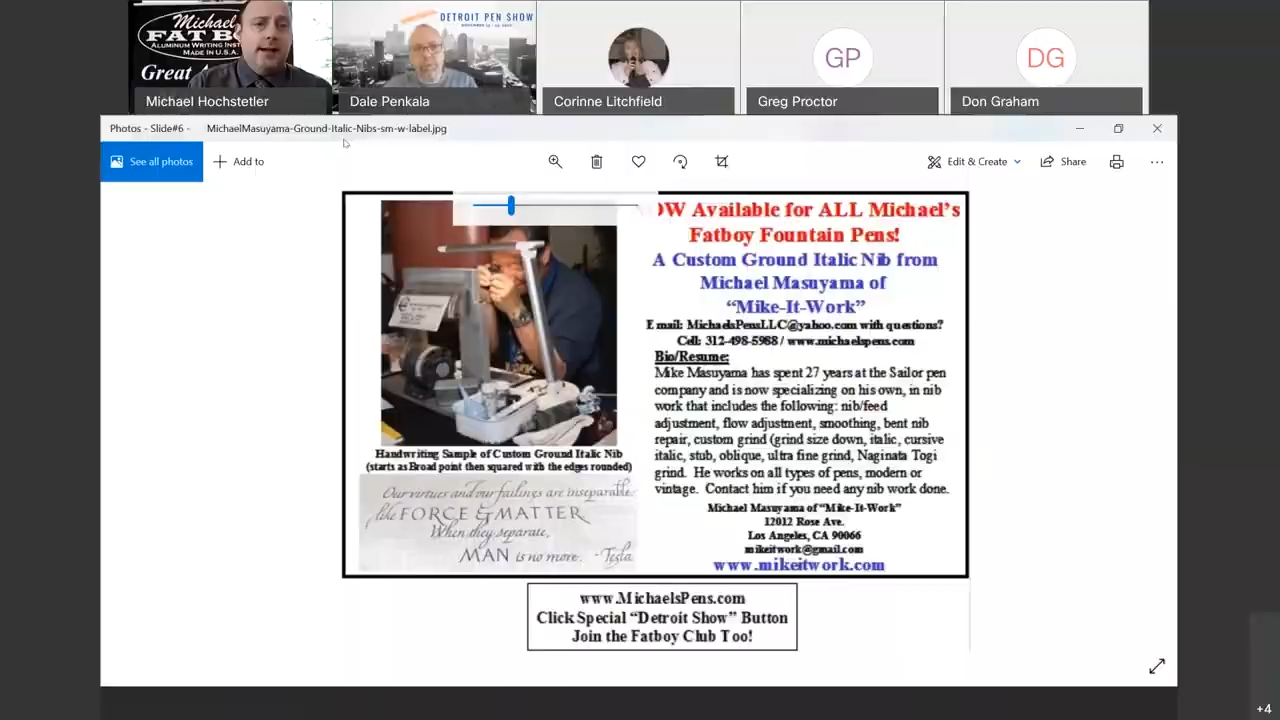 Michael
FAT B
ALUMINUM WRITING INST
MADE IN U.S.A.
Great
DETROIT PEN SHOW
GP
DG
Michael Hochstetler
Dale Penkala
Corinne Litchfield
Greg Proctor
Don Graham
Photos - Slide#6 - MichaelMasuyama-Ground-Italic-Nibs-sm-w-label.jpg
See all photos
Add to
Edit & Create
Share
OW Available for ALL Michael's
Fatboy Fountain Pens!
A Custom Ground Italic Nib from
Michael Masuyama of
"Mike-It-Work"
Email: MichaelsPensLLC@yahoo.com with questions?
Cell: 312-498-5988 / www.michaelspens.com
Bio/Resume:
Mike Masuyama has spent 27 years at the Sailor pen
company and is now specializing on his own, in nib
work that includes the following: nib/feed
adjustment, flow adjustment, smoothing, bent nib
repair, custom grind (grind size down, italic, cursive
italic, stub, oblique, ultra fine grind, Naginata Togi
grind. He works on all types of pens, modern or
vintage. Contact him if you need any nib work done.
Michael Masuyama of "Mike-It-Work"
12012 Rose Ave.
Los Angeles, CA 90066
mikeitwork@gmail.com
www.mikeitwork.com
Handwriting Sample of Custom Ground Italic Nib
(starts as Broad point then squared with the edges rounded)
Our virtues and our failings are inseparable,
like FORCE & MATTER
When they separate,
MAN is no more. -Tesla
www.MichaelsPens.com
Click Special "Detroit Show" Button
Join the Fatboy Club Too!
+4